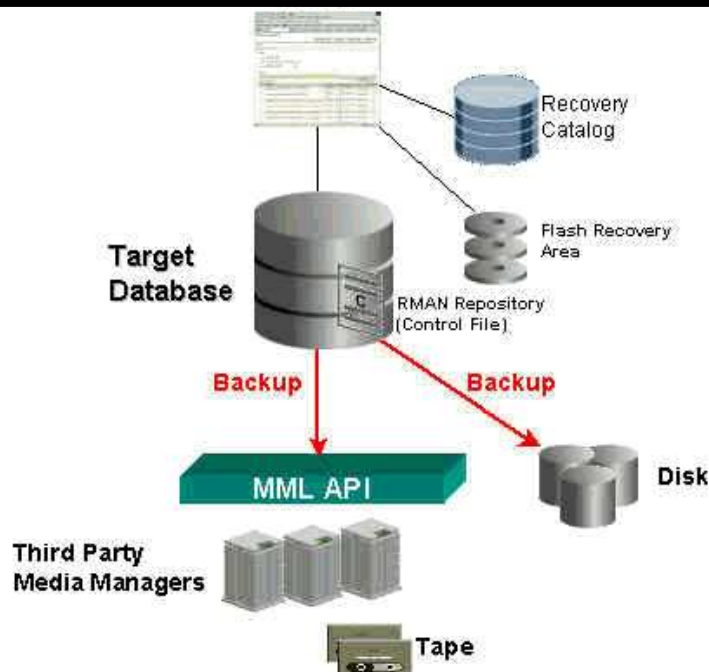 Recovery
Catalog
Flash Recovery
Area
Target
Database
C
RMAN Repository
(Control File)
Backup
Backup
MML API
Disk
Third Party
Media Managers
Tape